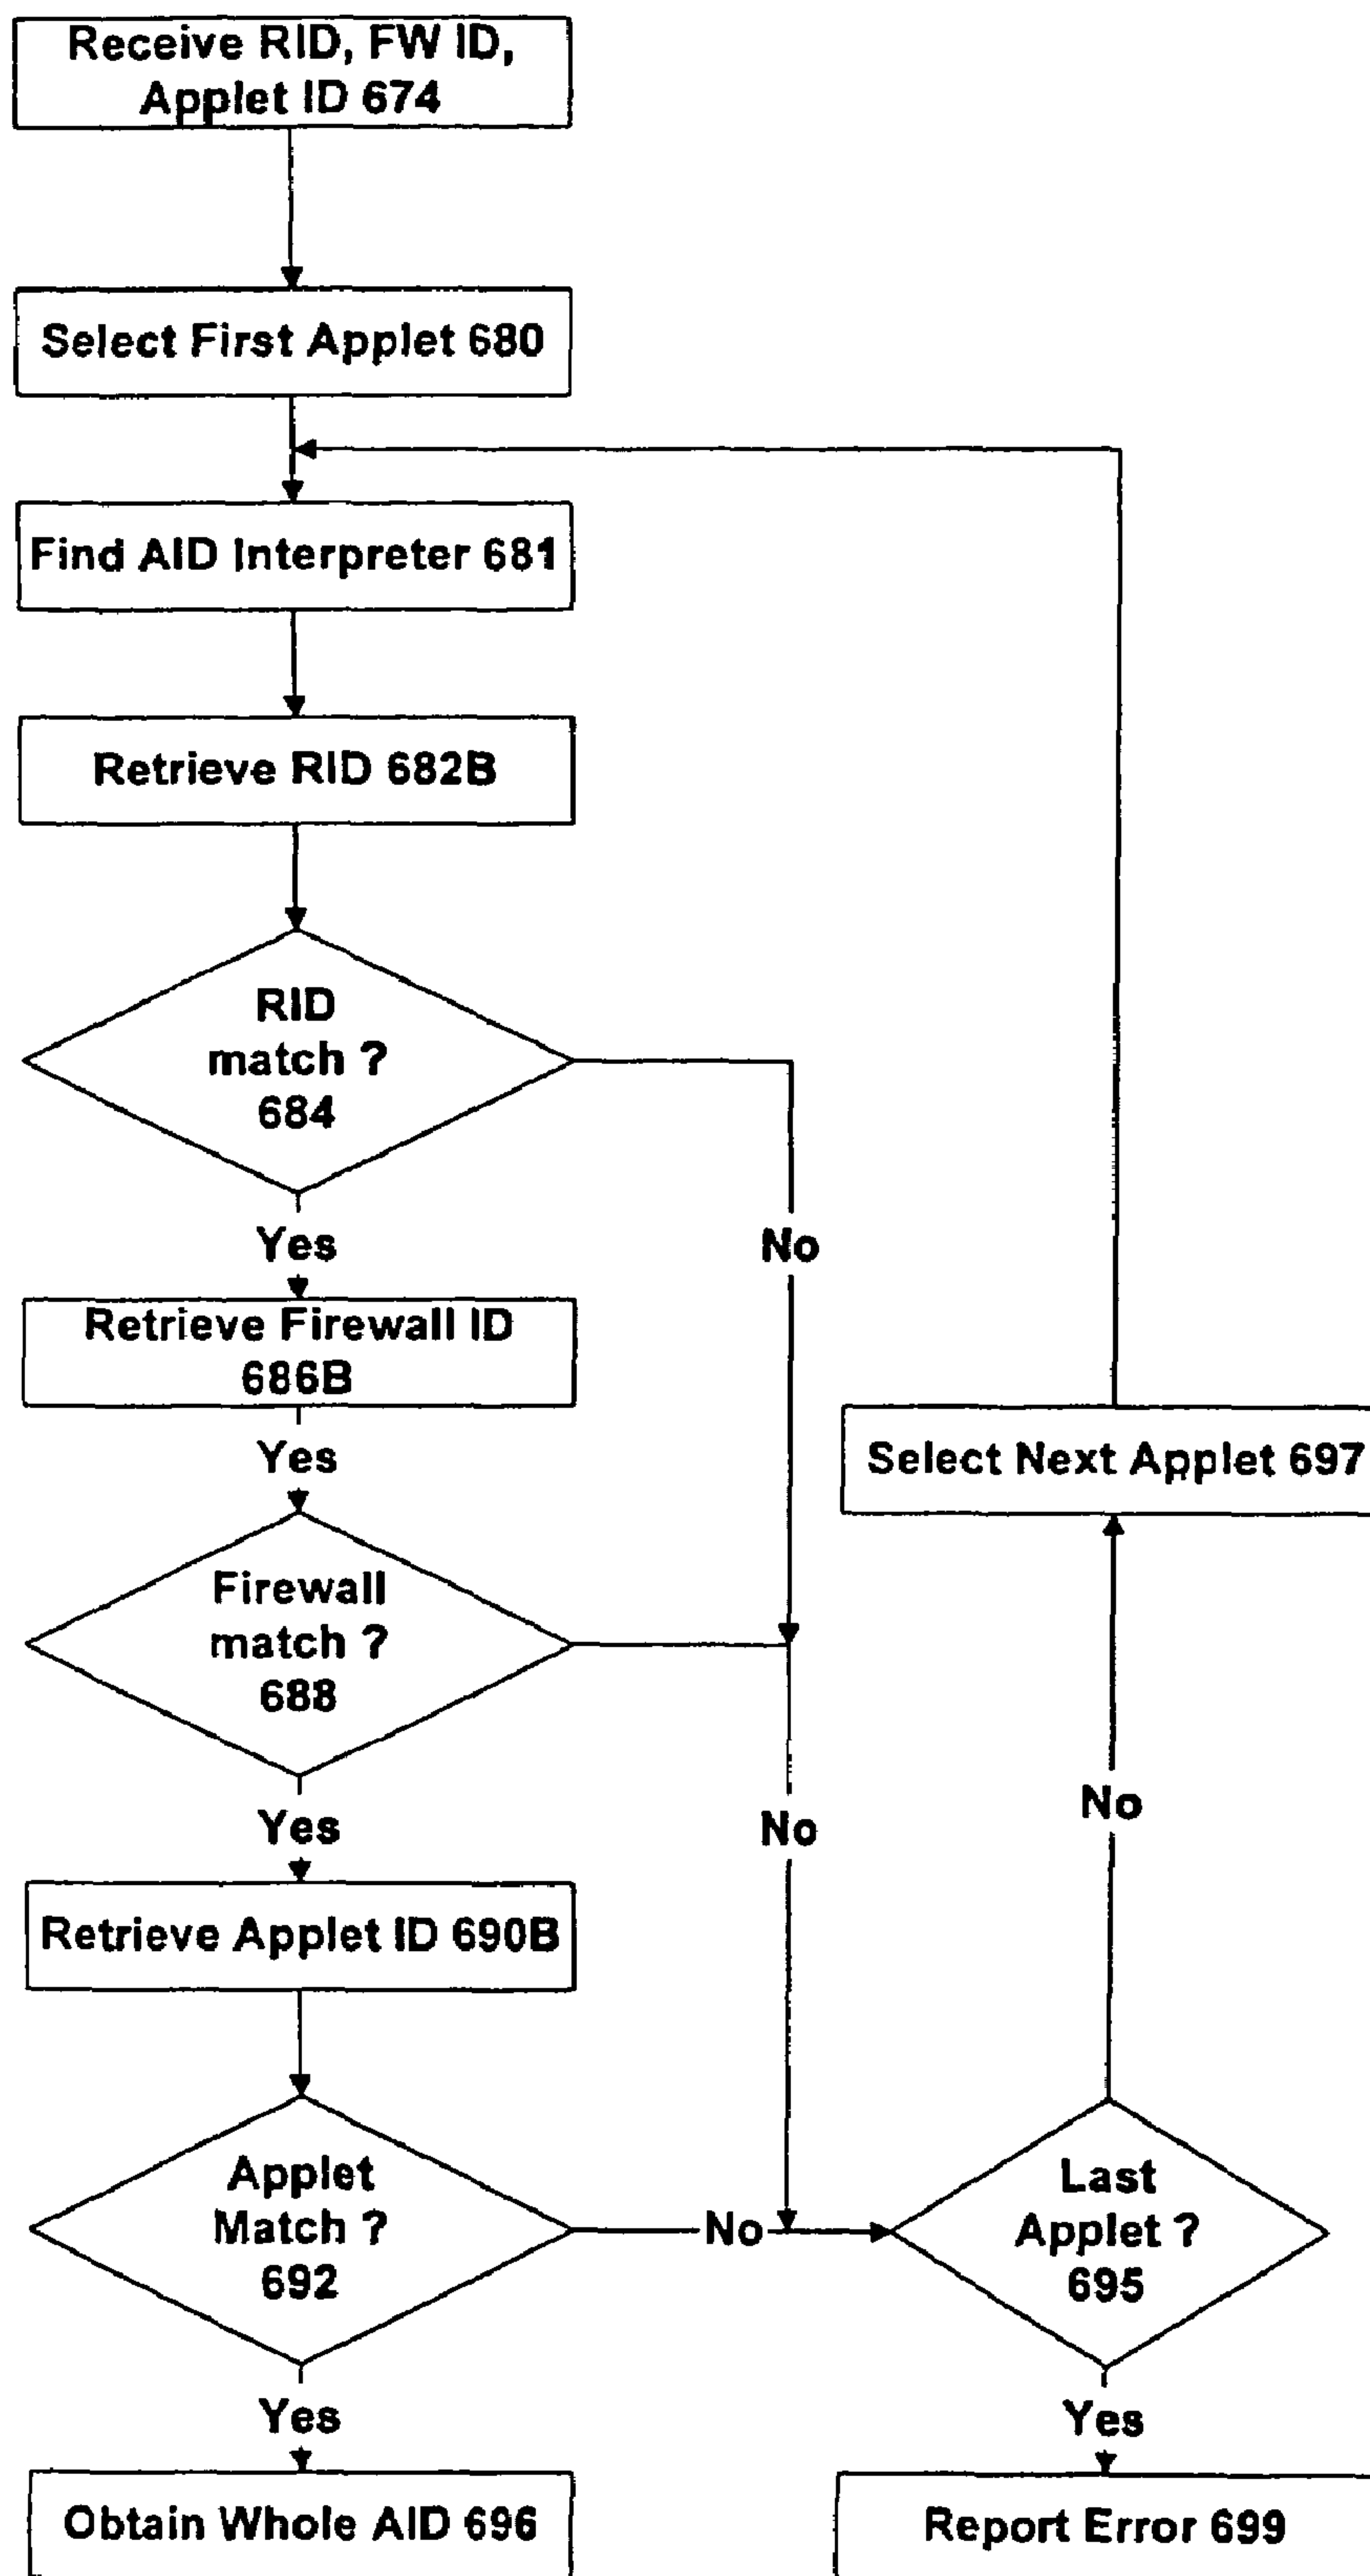 Receive RID, FW ID,
Applet ID 674
Select First Applet 680
Find AID Interpreter 681
Retrieve RID 682B
RID
match ?
684
Yes
No
Retrieve Firewall ID
686B
Yes
Select Next Applet 697
Firewall
match ?
688
Yes
No
No
Retrieve Applet ID 690B
Applet
Match ?
692
No
Last
Applet ?
695
Yes
Yes
Obtain Whole AID 696
Report Error 699